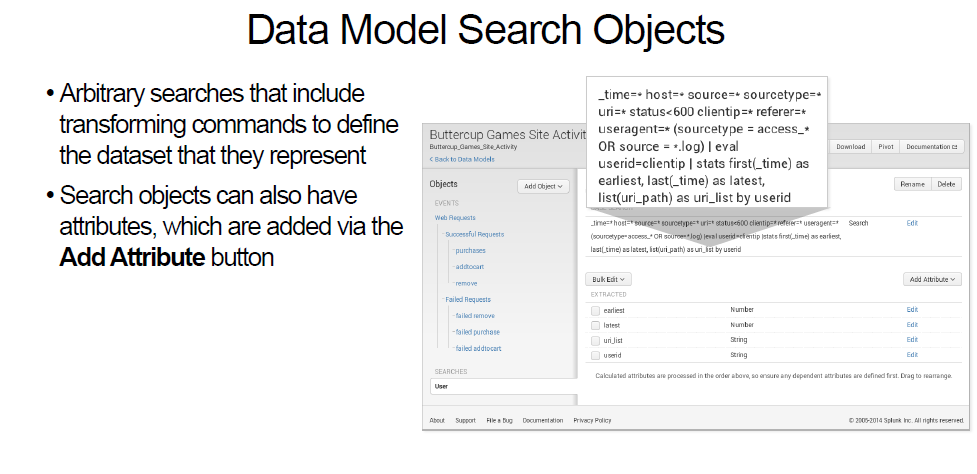 Data Model Search Objects
• Arbitrary searches that include
transforming commands to define
the dataset that they represent
• Search objects can also have
attributes, which are added via the
Add Attribute button
_time=* host=* source=* sourcetype=*
uri=* status<600 clientip=* referer=*
useragent=* (sourcetype = access_*
OR source = *.log) | eval
userid=clientip | stats first(_time) as
earliest, last(_time) as latest,
list(uri_path) as uri_list by userid
Buttercup Games Site Activit
Buttercup_Games_Site_Activity
< Back to Data Models
Download Pivot Documentation
Objects
Add Object
Rename Delete
EVENTS
Web Requests
Successful Requests
purchases
addtocart
remove
Failed Requests
failed remove
failed purchase
failed addtocart
SEARCHES
User
_time=* host=* source=* sourcetype=* uri=* status<600 clientip=* referer=* useragent=* Search Edit
(sourcetype=access_* OR source=*.log) |eval userid=clientip |stats first(_time) as earliest,
last(_time) as latest, list(uri_path) as uri_list by userid
Bulk Edit Add Attribute
EXTRACTED
earliest Number Edit
latest Number Edit
uri_list String Edit
userid String Edit
Calculated attributes are processed in the order above, so ensure any dependent attributes are defined first. Drag to rearrange.
About Support File a Bug Documentation Privacy Policy © 2005-2014 Splunk Inc. All rights reserved.